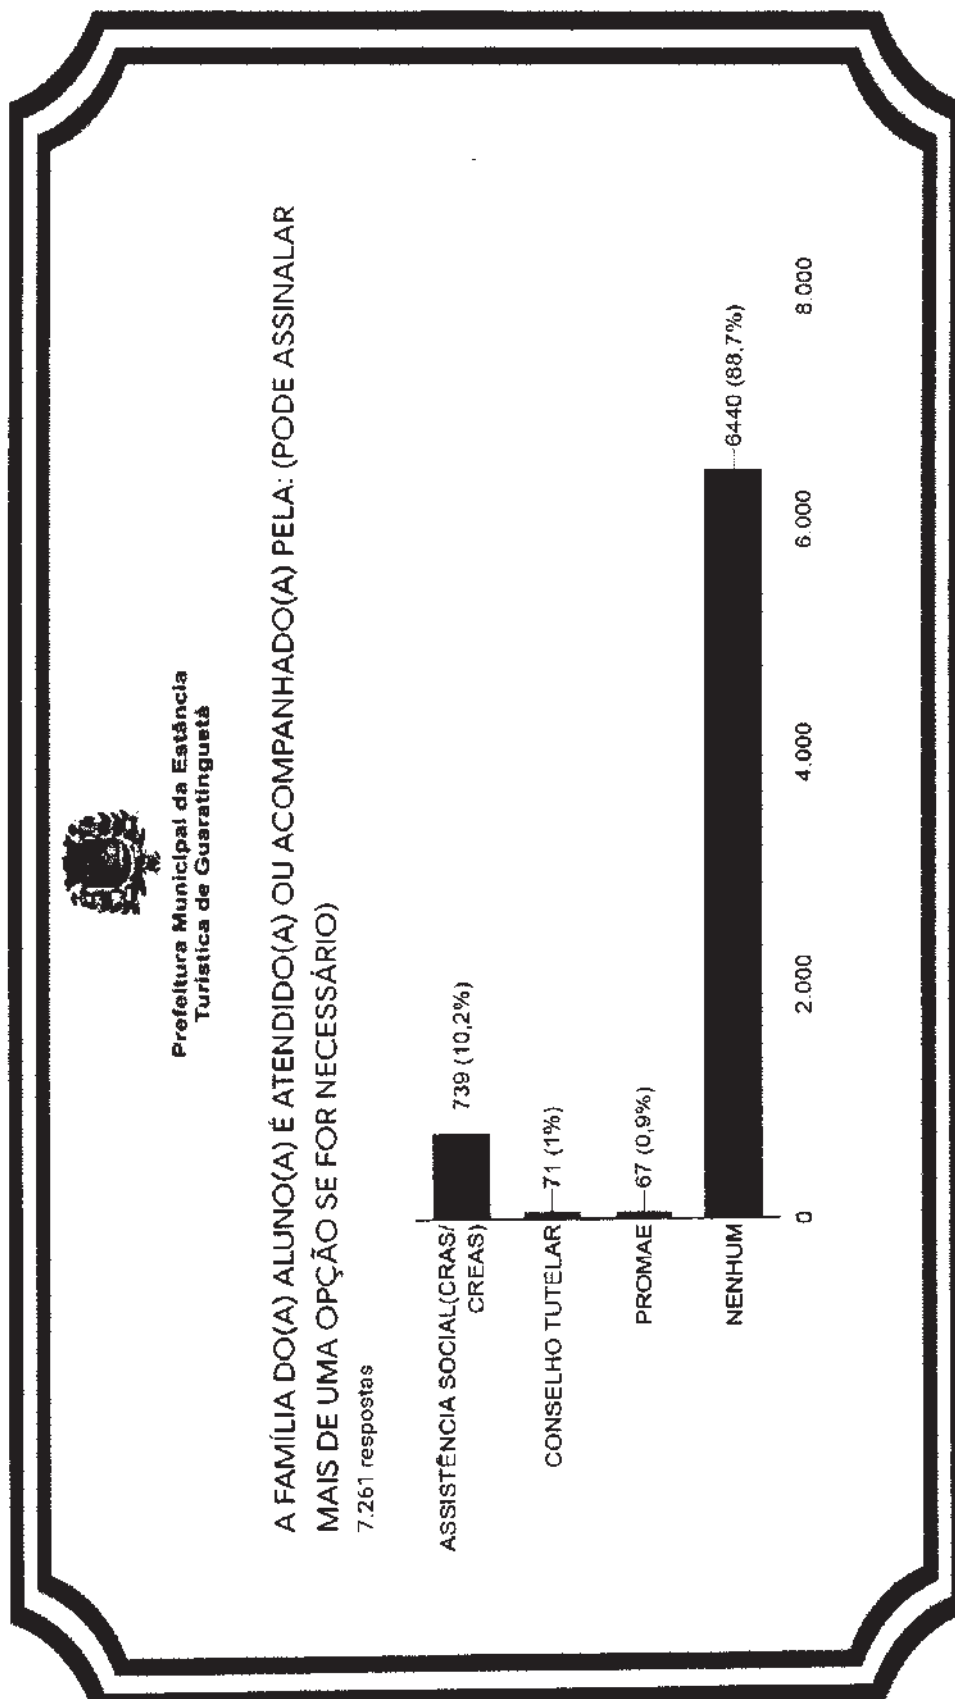 Prefeitura Municipal da Estância
Turística de Guaratinguetá
A FAMÍLIA DO(A) ALUNO(A) É ATENDIDO(A) OU ACOMPANHADO(A) PELA: (PODE ASSINALAR
MAIS DE UMA OPÇÃO SE FOR NECESSÁRIO)
7.261 respostas
ASSISTÊNCIA SOCIAL(CRAS/
CREAS)
739 (10,2%)
CONSELHO TUTELAR
71 (1%)
PROMAE
67 (0,9%)
NENHUM
6440 (88,7%)
0
2.000
4.000
6.000
8.000